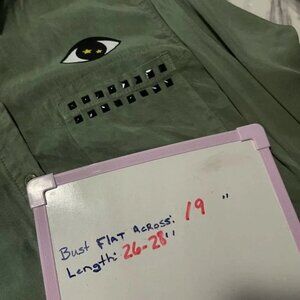 Bust Flat Across: 19 "
Length: 26-28"